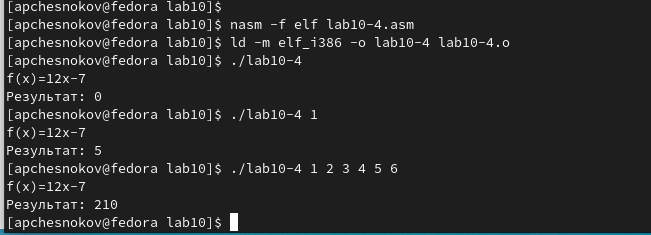 [apchesnokov@fedora lab10]$
[apchesnokov@fedora lab10]$ nasm -f elf lab10-4.asm
[apchesnokov@fedora lab10]$ ld -m elf_i386 -o lab10-4 lab10-4.o
[apchesnokov@fedora lab10]$ ./lab10-4
f(x)=12x-7
Результат: 0
[apchesnokov@fedora lab10]$ ./lab10-4 1
f(x)=12x-7
Результат: 5
[apchesnokov@fedora lab10]$ ./lab10-4 1 2 3 4 5 6
f(x)=12x-7
Результат: 210
[apchesnokov@fedora lab10]$